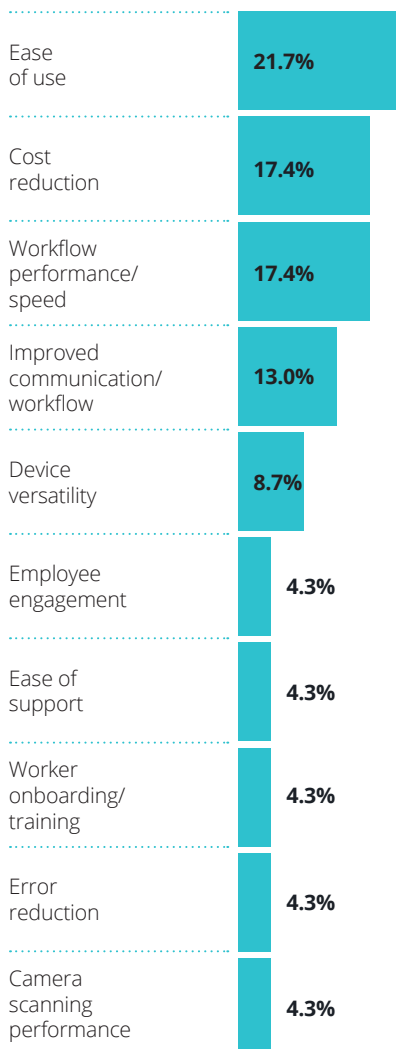 Ease
of use
21.7%
Cost
reduction
17.4%
Workflow
performance/
speed
17.4%
Improved
communication/
workflow
13.0%
Device
versatility
8.7%
Employee
engagement
4.3%
Ease of
support
4.3%
Worker
onboarding/
training
4.3%
Error
reduction
4.3%
Camera
scanning
performance
4.3%